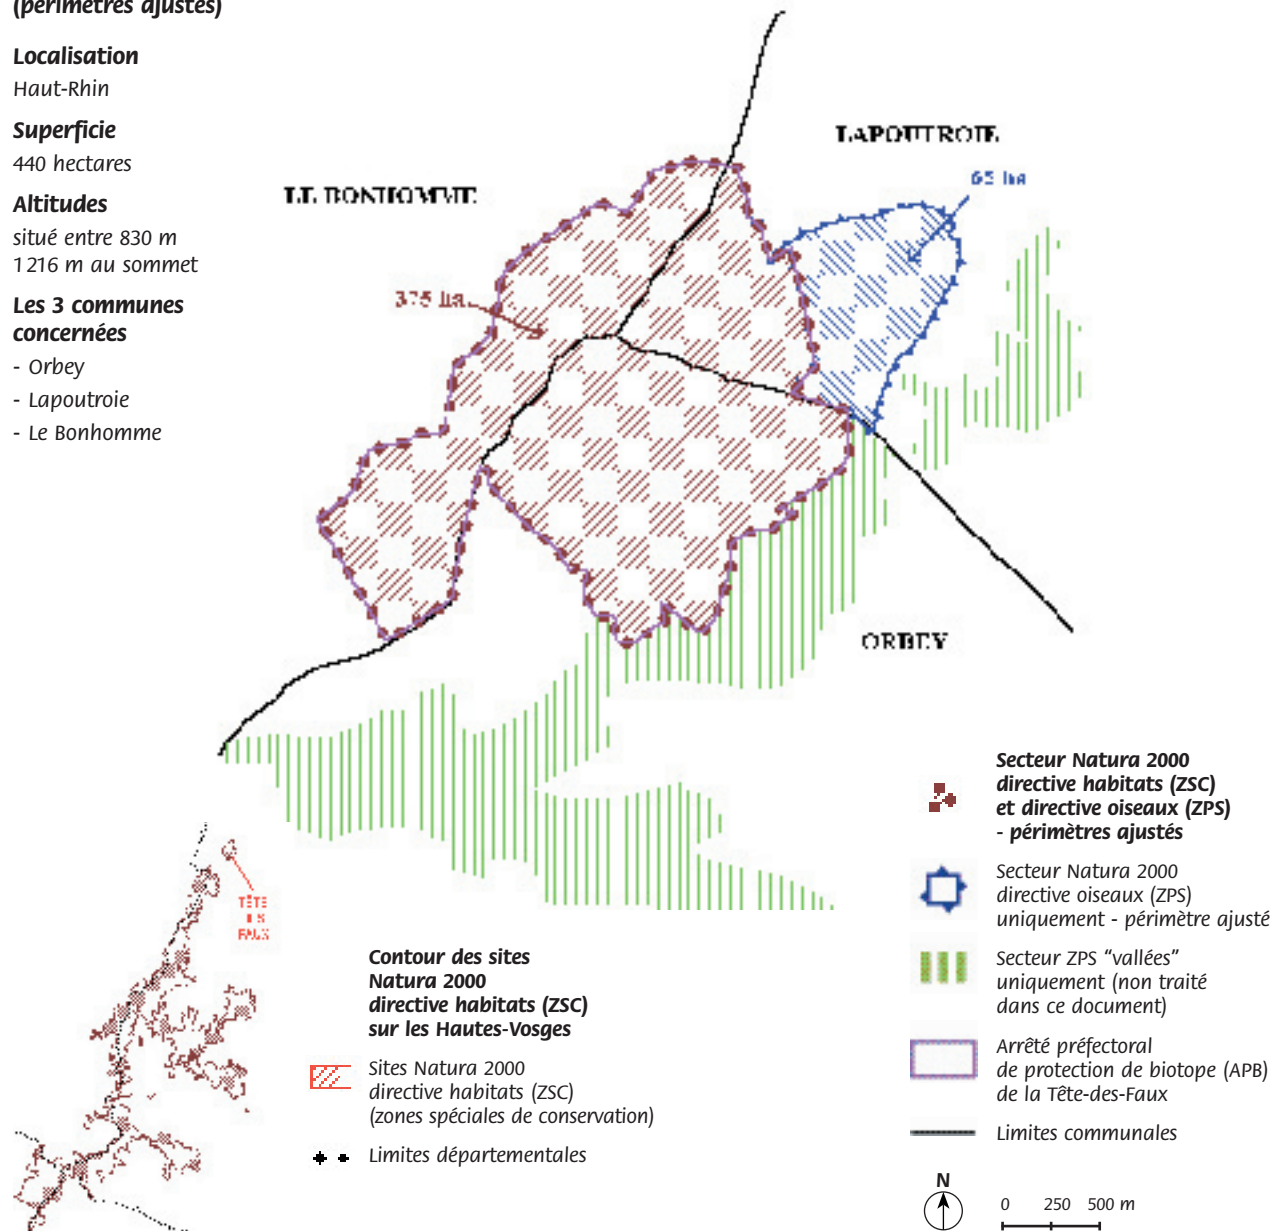 (périmètres ajustés)
Localisation
Haut-Rhin
Superficie
440 hectares
Altitudes
situé entre 830 m
1216 m au sommet
Les 3 communes
concernées
- Orbey
- Lapoutroie
- Le Bonhomme
LAPOUTROIE
65 ha
LE BONHOMME
375 ha
ORBEY
TÊTE
DES
FAUX
Contour des sites
Natura 2000
directive habitats (ZSC)
sur les Hautes-Vosges
Sites Natura 2000
directive habitats (ZSC)
(zones spéciales de conservation)
Limites départementales
Secteur Natura 2000
directive habitats (ZSC)
et directive oiseaux (ZPS)
- périmètres ajustés
Secteur Natura 2000
directive oiseaux (ZPS)
uniquement - périmètre ajusté
Secteur ZPS “vallées”
uniquement (non traité
dans ce document)
Arrêté préfectoral
de protection de biotope (APB)
de la Tête-des-Faux
Limites communales
N
0 250 500 m